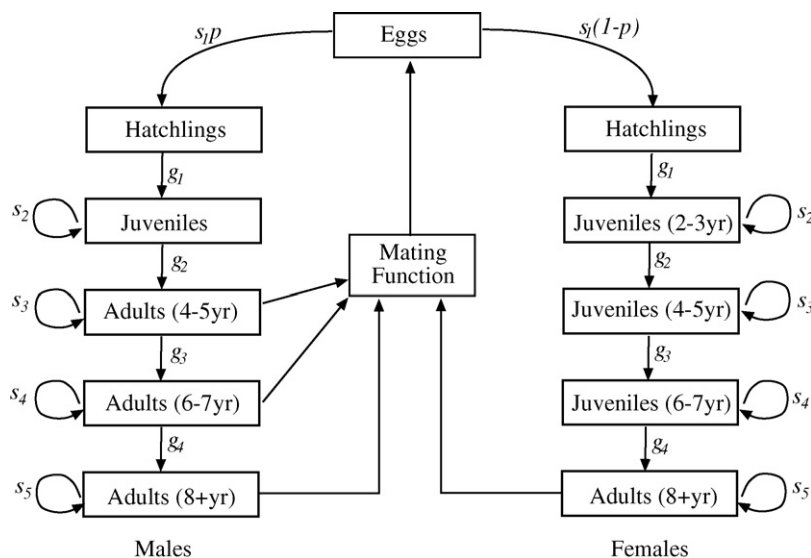 Eggs
s1p
s1(1-p)
Hatchlings
Hatchlings
g1
g1
s2
Juveniles
Juveniles (2-3yr)
s2
g2
g2
Mating
Function
s3
Adults (4-5yr)
Juveniles (4-5yr)
s3
g3
g3
s4
Adults (6-7yr)
Juveniles (6-7yr)
s4
g4
g4
s5
Adults (8+yr)
Adults (8+yr)
s5
Males
Females